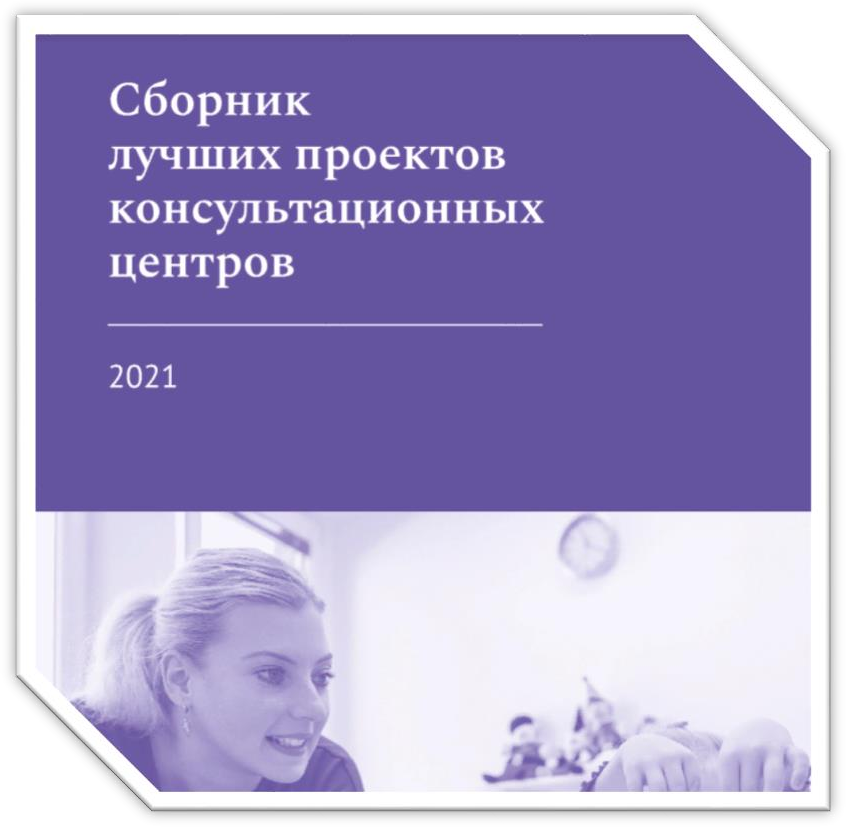 Сборник
лучших проектов
консультационных
центров
2021